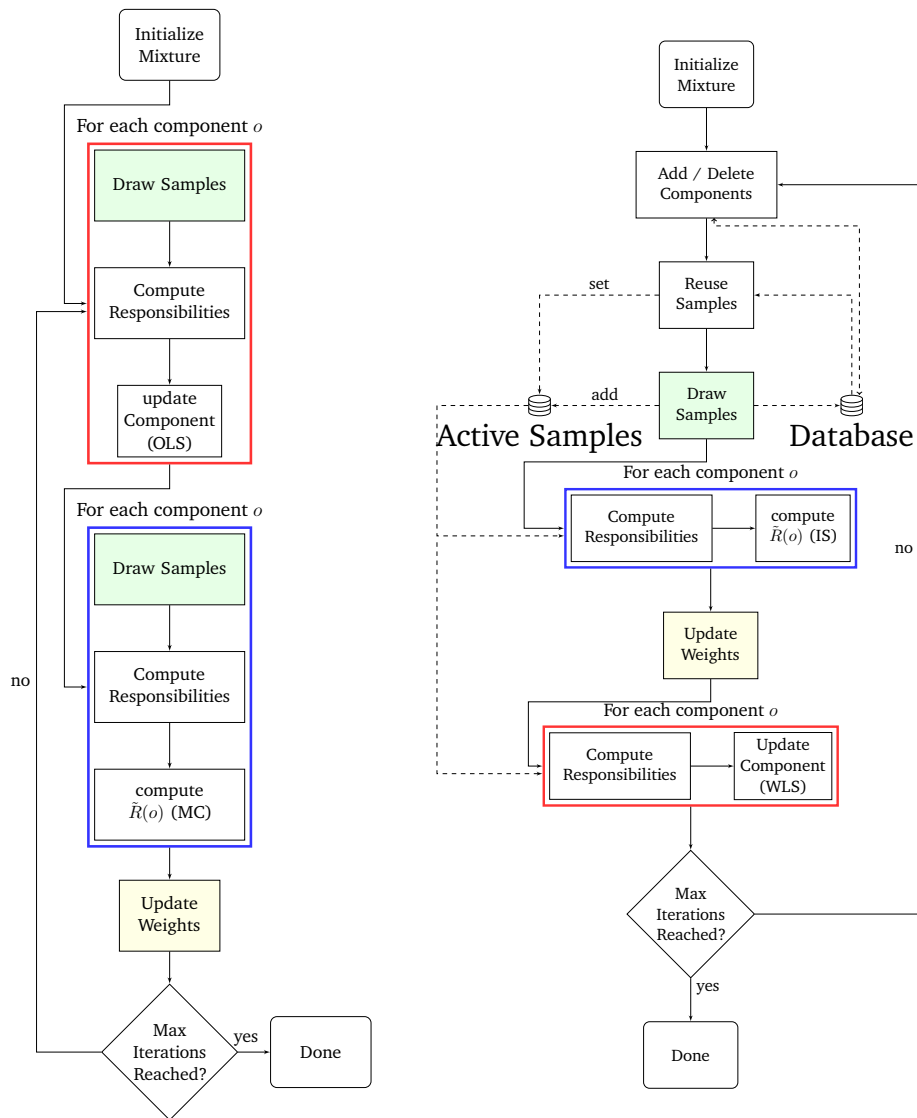 Initialize
Mixture
For each component o
Draw Samples
Compute
Responsibilities
update
Component
(OLS)
For each component o
Draw Samples
Compute
Responsibilities
no
compute
R̃(o) (MC)
Update
Weights
Max
Iterations
Reached?
yes
Done
Initialize
Mixture
Add / Delete
Components
Reuse
Samples
set
Draw
Samples
add
Active Samples
Database
For each component o
Compute
Responsibilities
compute
R̃(o) (IS)
no
Update
Weights
For each component o
Compute
Responsibilities
Update
Component
(WLS)
Max
Iterations
Reached?
yes
Done